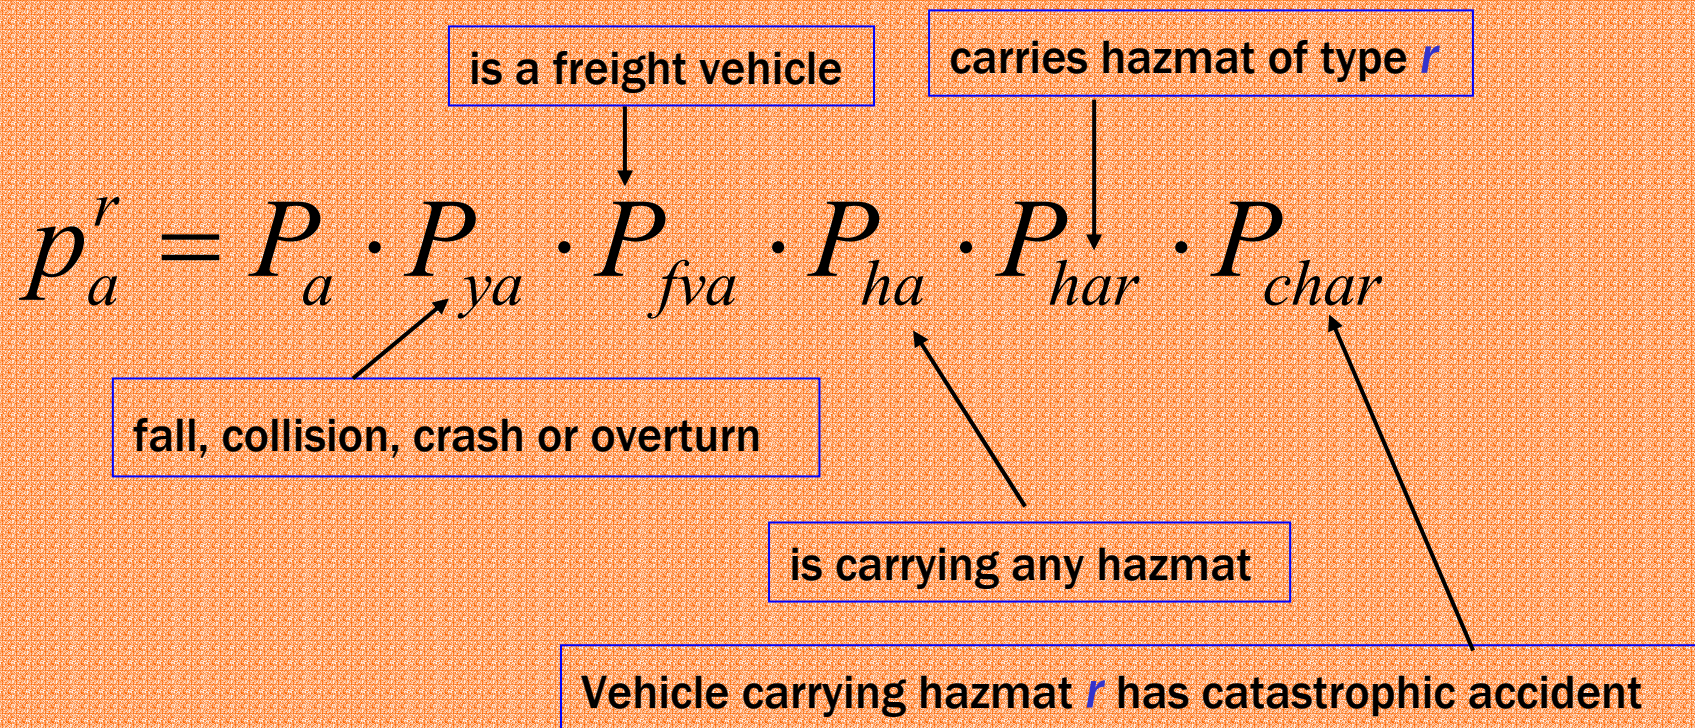 is a freight vehicle
carries hazmat of type r
p_a^r = P_a · P_ya · P_fva · P_ha · P_har · P_char
fall, collision, crash or overturn
is carrying any hazmat
Vehicle carrying hazmat r has catastrophic accident